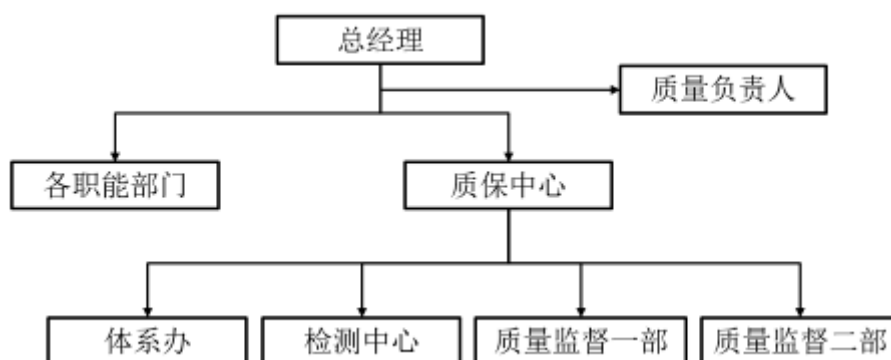 总经理
质量负责人
各职能部门
质保中心
体系办
检测中心
质量监督一部
质量监督二部